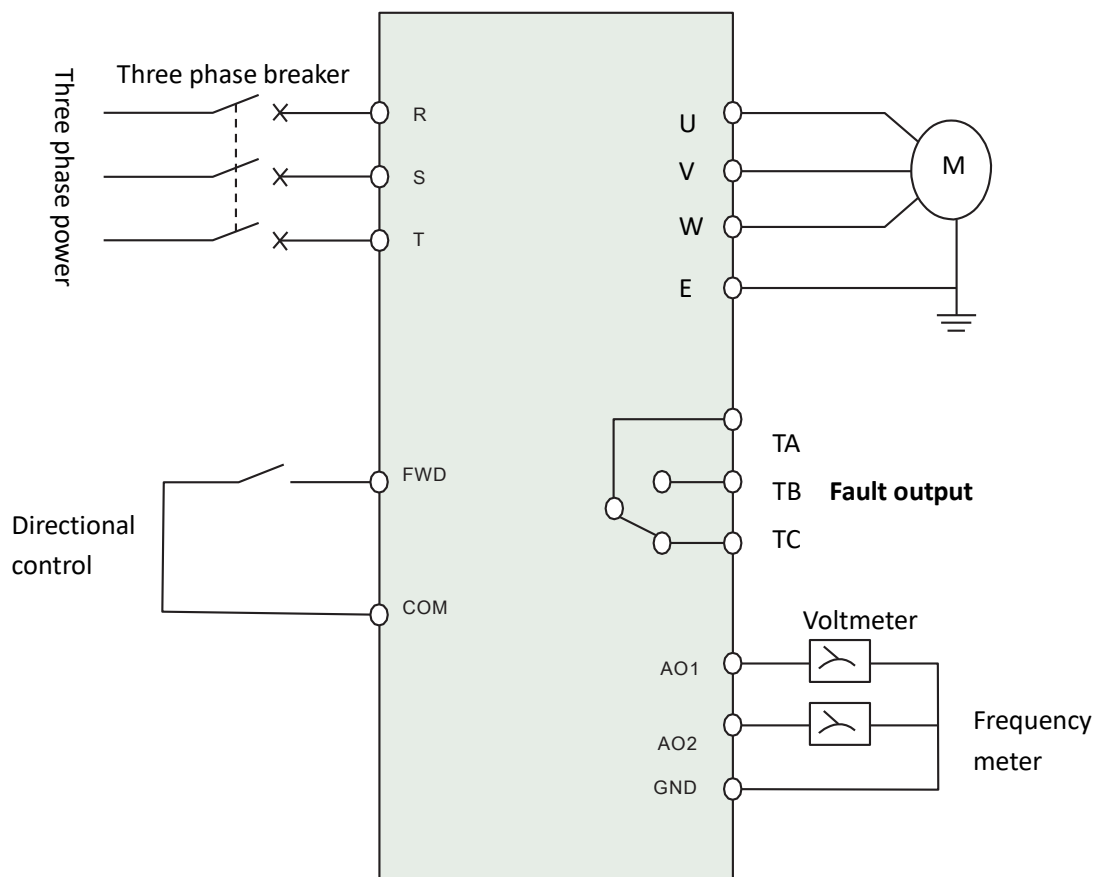 Three phase power
Three phase breaker
R
S
T
U
V
W
E
M
FWD
COM
Directional
control
TA
TB
Fault output
TC
Voltmeter
AO1
AO2
GND
Frequency
meter